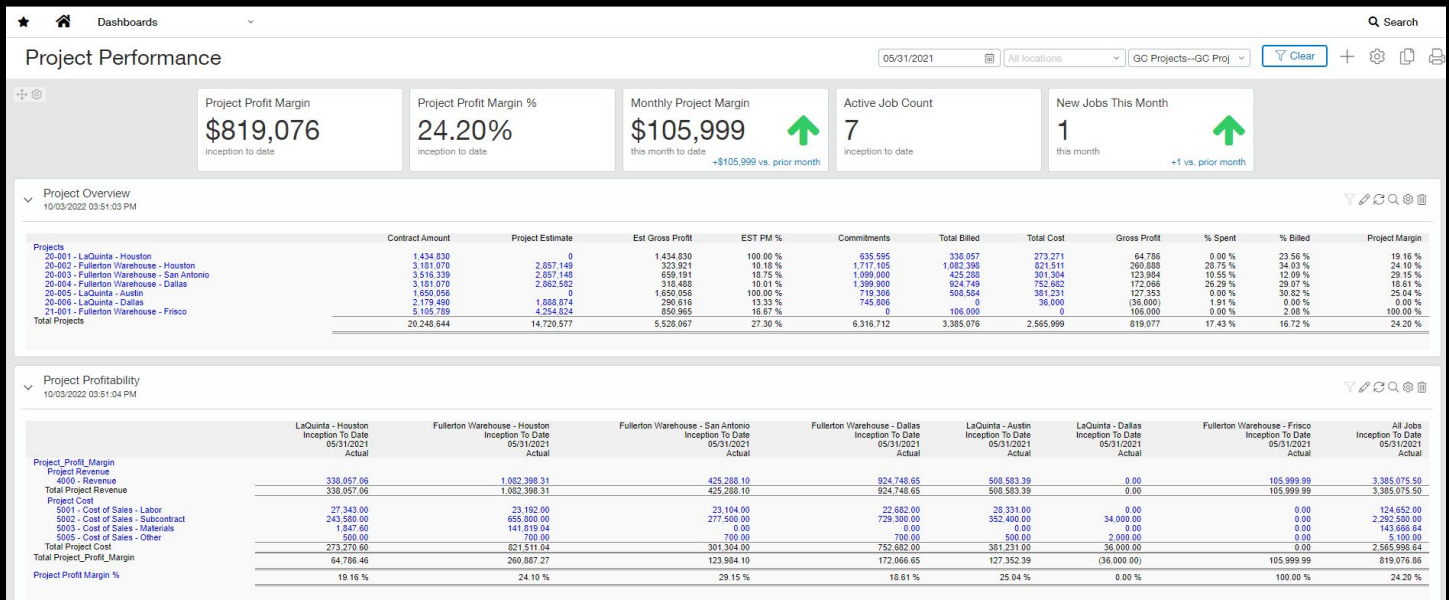 Dashboards
Search
Project Performance
05/31/2021
All locations
GC Projects--GC Proj
Clear
Project Profit Margin
$819,076
inception to date
Project Profit Margin %
24.20%
inception to date
Monthly Project Margin
$105,999
this month to date
+$105,999 vs. prior month
Active Job Count
7
inception to date
New Jobs This Month
1
this month
+1 vs. prior month
Project Overview
10/03/2022 03:51:03 PM
Contract Amount Project Estimate Est Gross Profit EST PM % Commitments Total Billed Total Cost Gross Profit % Spent % Billed Project Margin
Projects
20-001 - LaQuinta - Houston 1,434,830 0 1,434,830 100.00 % 635,595 338,057 273,271 64,786 0.00 % 23.56 % 19.16 %
20-002 - Fullerton Warehouse - Houston 3,181,070 2,857,149 323,921 10.18 % 1,717,105 1,082,398 821,511 260,888 28.75 % 34.03 % 24.10 %
20-003 - Fullerton Warehouse - San Antonio 3,516,339 2,857,148 659,191 18.75 % 1,099,000 425,288 301,304 123,984 10.55 % 12.09 % 29.15 %
20-004 - Fullerton Warehouse - Dallas 3,181,070 2,862,582 318,488 10.01 % 1,399,900 924,749 752,682 172,066 26.29 % 29.07 % 18.61 %
20-005 - LaQuinta - Austin 1,650,056 0 1,650,056 100.00 % 719,306 508,584 381,231 127,353 0.00 % 30.82 % 25.04 %
20-006 - LaQuinta - Dallas 2,179,490 1,888,874 290,616 13.33 % 745,806 0 36,000 (36,000) 1.91 % 0.00 % 0.00 %
21-001 - Fullerton Warehouse - Frisco 5,105,789 4,254,824 850,965 16.67 % 0 106,000 0 106,000 0.00 % 2.08 % 100.00 %
Total Projects 20,248,644 14,720,577 5,528,067 27.30 % 6,316,712 3,385,076 2,565,999 819,077 17.43 % 16.72 % 24.20 %
Project Profitability
10/03/2022 03:51:04 PM
LaQuinta - Houston Fullerton Warehouse - Houston Fullerton Warehouse - San Antonio Fullerton Warehouse - Dallas LaQuinta - Austin LaQuinta - Dallas Fullerton Warehouse - Frisco All Jobs
Inception To Date Inception To Date Inception To Date Inception To Date Inception To Date Inception To Date Inception To Date Inception To Date
05/31/2021 05/31/2021 05/31/2021 05/31/2021 05/31/2021 05/31/2021 05/31/2021 05/31/2021
Actual Actual Actual Actual Actual Actual Actual Actual
Project_Profit_Margin
Project Revenue
4000 - Revenue 338,057.06 1,082,398.31 425,288.10 924,748.65 508,583.39 0.00 105,999.99 3,385,075.50
Total Project Revenue 338,057.06 1,082,398.31 425,288.10 924,748.65 508,583.39 0.00 105,999.99 3,385,075.50
Project Cost
5001 - Cost of Sales - Labor 27,343.00 23,192.00 23,104.00 22,682.00 28,331.00 0.00 124,652.00
5002 - Cost of Sales - Subcontract 243,580.00 655,800.00 277,500.00 729,300.00 352,400.00 34,000.00 0.00 2,292,580.00
5003 - Cost of Sales - Materials 1,847.60 141,819.04 0.00 0.00 0.00 0.00 0.00 143,666.64
5005 - Cost of Sales - Other 500.00 700.00 700.00 700.00 500.00 2,000.00 0.00 5,100.00
Total Project Cost 273,270.60 821,511.04 301,304.00 752,682.00 381,231.00 36,000.00 0.00 2,565,998.64
Total Project_Profit_Margin 64,786.46 260,887.27 123,984.10 172,066.65 127,352.39 (36,000.00) 105,999.99 819,076.86
Project Profit Margin % 19.16 % 24.10 % 29.15 % 18.61 % 25.04 % 0.00 % 100.00 % 24.20 %